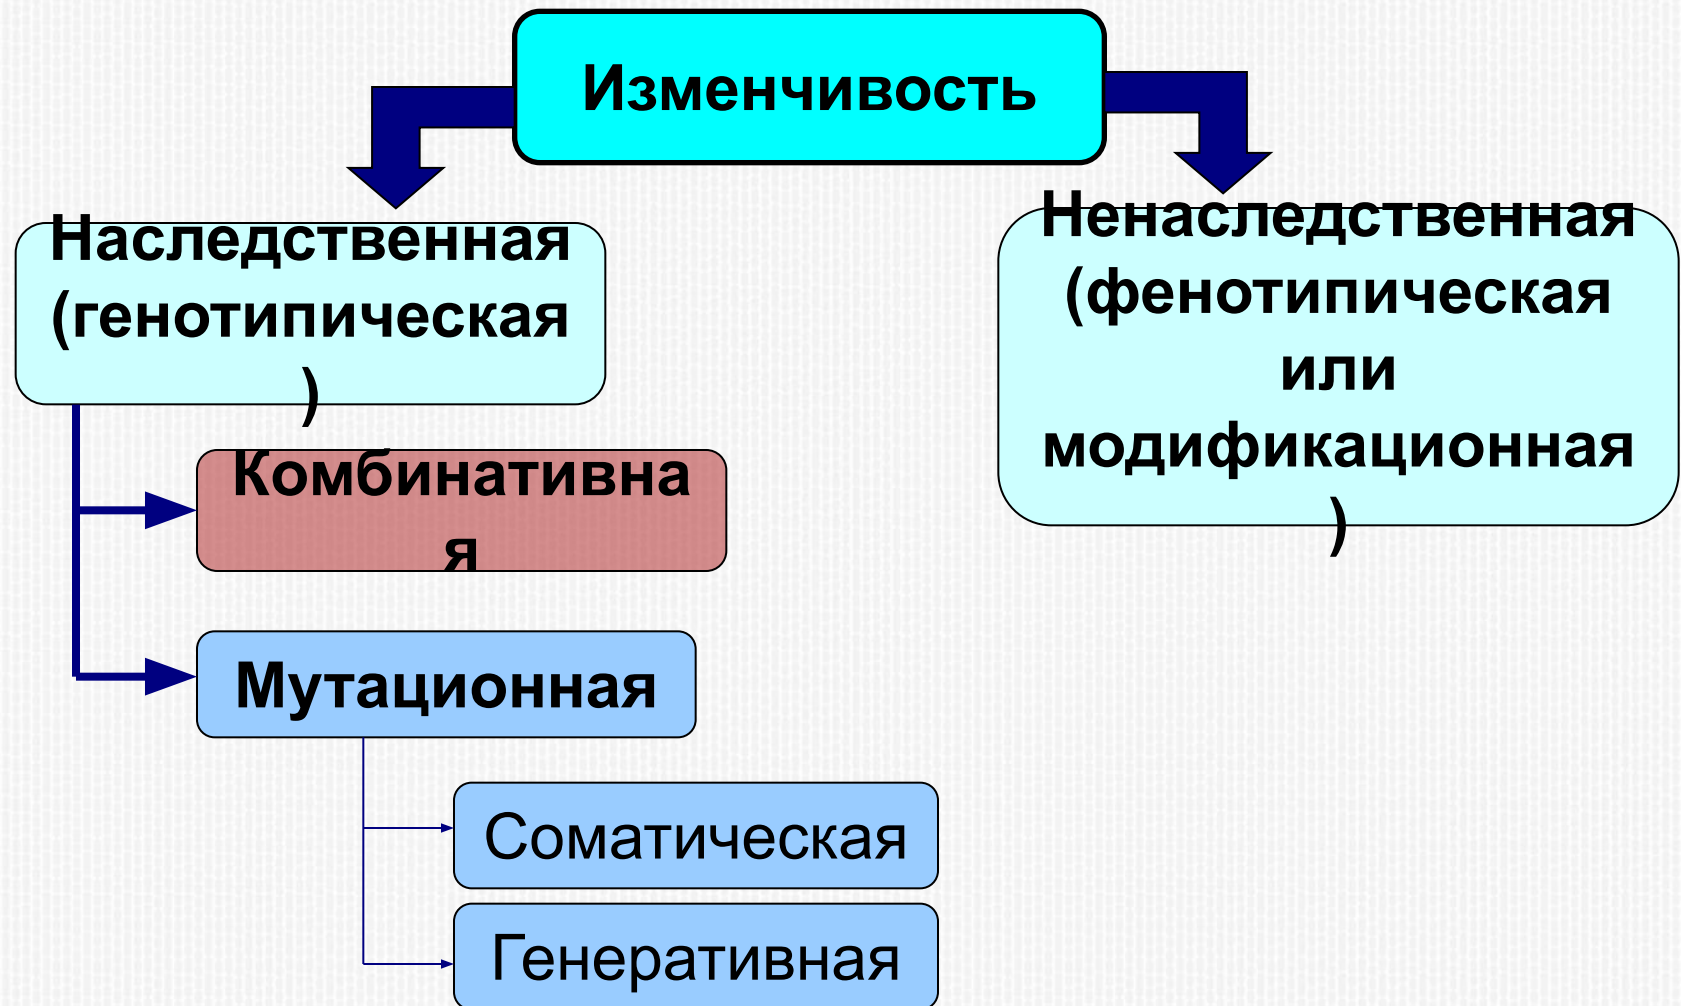 Изменчивость
Наследственная
(генотипическая
)
Ненаследственная
(фенотипическая
или
модификационная
)
Комбинативна
я
Мутационная
Соматическая
Генеративная